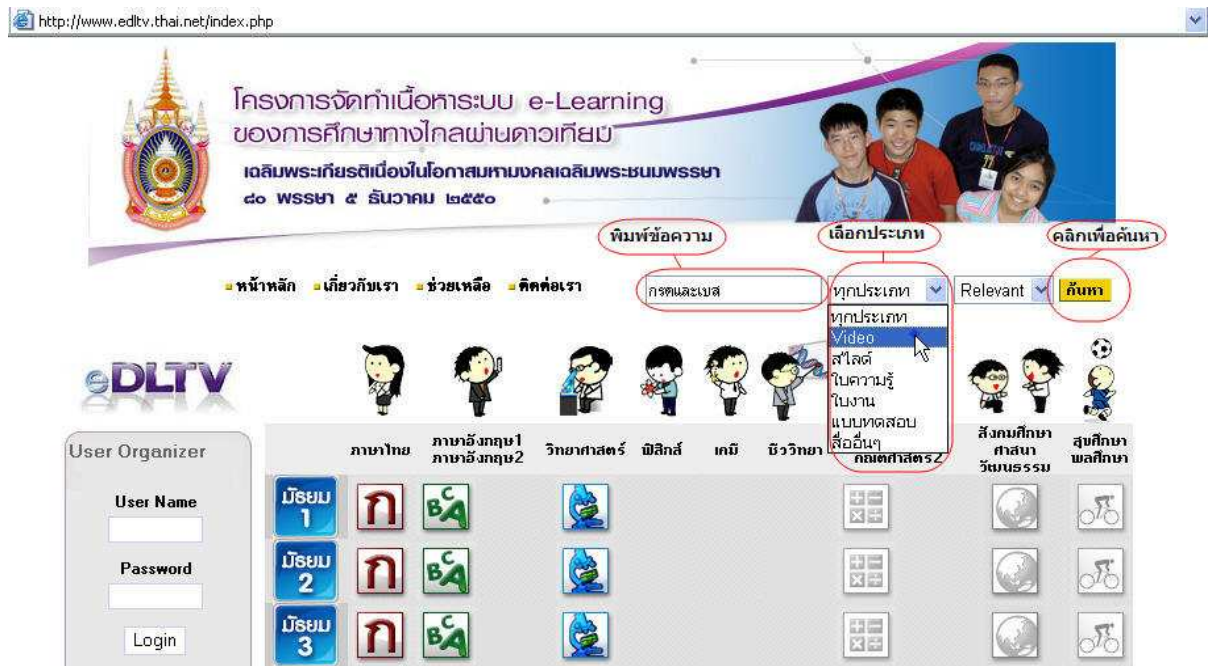 http://www.edltv.thai.net/index.php
โครงการจัดทำเนื้อหาระบบ e-Learning
ของการศึกษาทางไกลผ่านดาวเทียม
เฉลิมพระเกียรติเนื่องในโอกาสมหามงคลเฉลิมพระชนมพรรษา
๘๐ พรรษา ๕ ธันวาคม ๒๕๕๐
พิมพ์ข้อความ
เลือกประเภท
คลิกเพื่อค้นหา
หน้าหลัก เกี่ยวกับเรา ช่วยเหลือ ติดต่อเรา
กรดและเบส
ทุกประเภท
Relevant
ค้นหา
ทุกประเภท
Video
สไลด์
ใบความรู้
ใบงาน
แบบทดสอบ
สื่ออื่นๆ
eDLTV
User Organizer
User Name
Password
Login
ภาษาไทย
ภาษาอังกฤษ1
ภาษาอังกฤษ2
วิทยาศาสตร์
ฟิสิกส์
เคมี
ชีววิทยา
คณิตศาสตร์2
สังคมศึกษา
ศาสนา
วัฒนธรรม
สุขศึกษา
พลศึกษา
มัธยม
1
ก
BCA
มัธยม
2
ก
BCA
มัธยม
3
ก
BCA